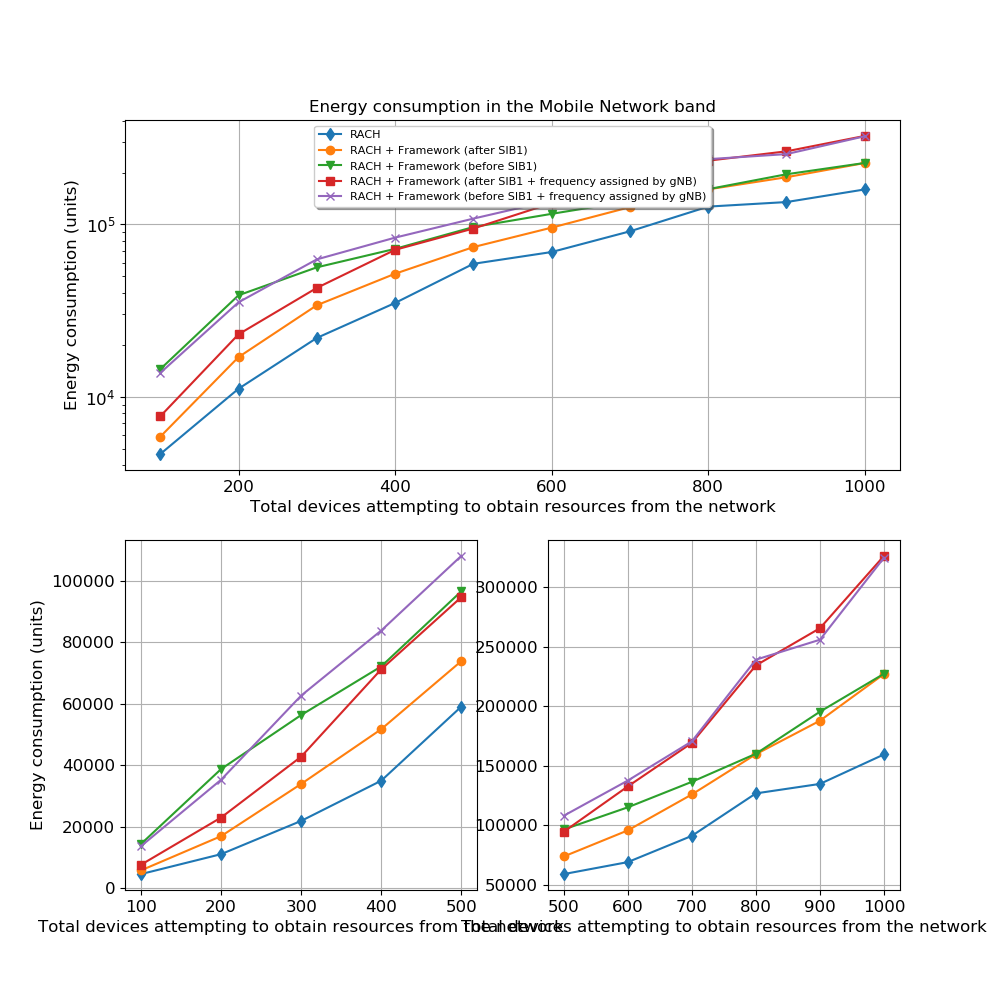 Energy consumption in the Mobile Network band
RACH
RACH + Framework (after SIB1)
RACH + Framework (before SIB1)
RACH + Framework (after SIB1 + frequency assigned by gNB)
RACH + Framework (before SIB1 + frequency assigned by gNB)
Energy consumption (units)
10⁵
10⁴
200 400 600 800 1000
Total devices attempting to obtain resources from the network
Energy consumption (units)
100000
80000
60000
40000
20000
0
100 200 300 400 500
Total devices attempting to obtain resources from the network
300000
250000
200000
150000
100000
50000
500 600 700 800 900 1000
Total devices attempting to obtain resources from the network